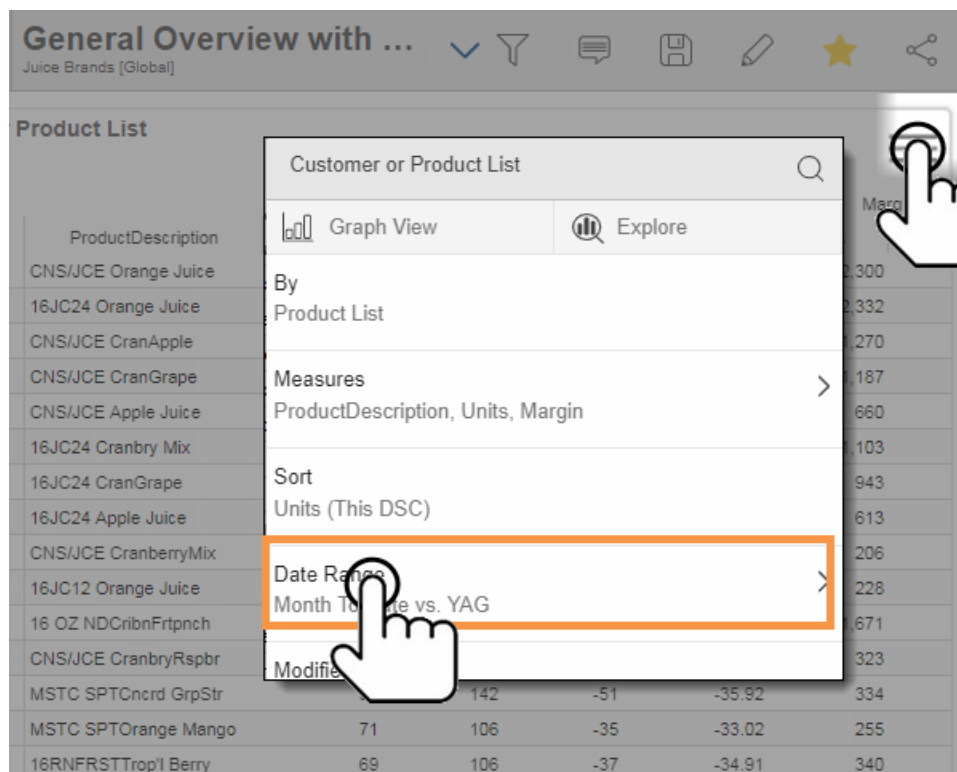 General Overview with ...
Juice Brands [Global]
Product List
Customer or Product List
Graph View Explore
ProductDescription
By
Product List
Measures
ProductDescription, Units, Margin
Sort
Units (This DSC)
Date Range
Month To Date vs. YAG
CNS/JCE Orange Juice
16JC24 Orange Juice
CNS/JCE CranApple
CNS/JCE CranGrape
CNS/JCE Apple Juice 660
16JC24 Cranbry Mix
16JC24 CranGrape 943
16JC24 Apple Juice 613
CNS/JCE CranberryMix 206
16JC12 Orange Juice 228
16 OZ NDCribnFrtpnch
CNS/JCE CranbryRspbr 323
MSTC SPTCncrd GrpStr 142 -51 -35.92 334
MSTC SPTOrange Mango 71 106 -35 -33.02 255
16RNFRSTTrop'l Berry 69 106 -37 -34.91 340